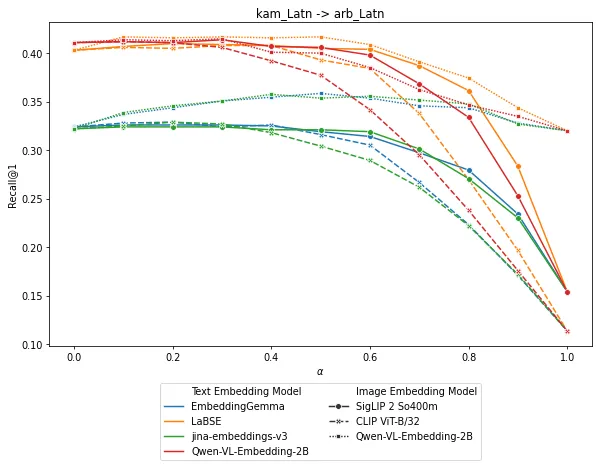 kam_Latn -> arb_Latn
Recall@1
0.40
0.35
0.30
0.25
0.20
0.15
0.10
0.0
0.2
0.4
0.6
0.8
1.0
α
Text Embedding Model
EmbeddingGemma
LaBSE
jina-embeddings-v3
Qwen-VL-Embedding-2B
Image Embedding Model
SigLIP 2 So400m
CLIP ViT-B/32
Qwen-VL-Embedding-2B